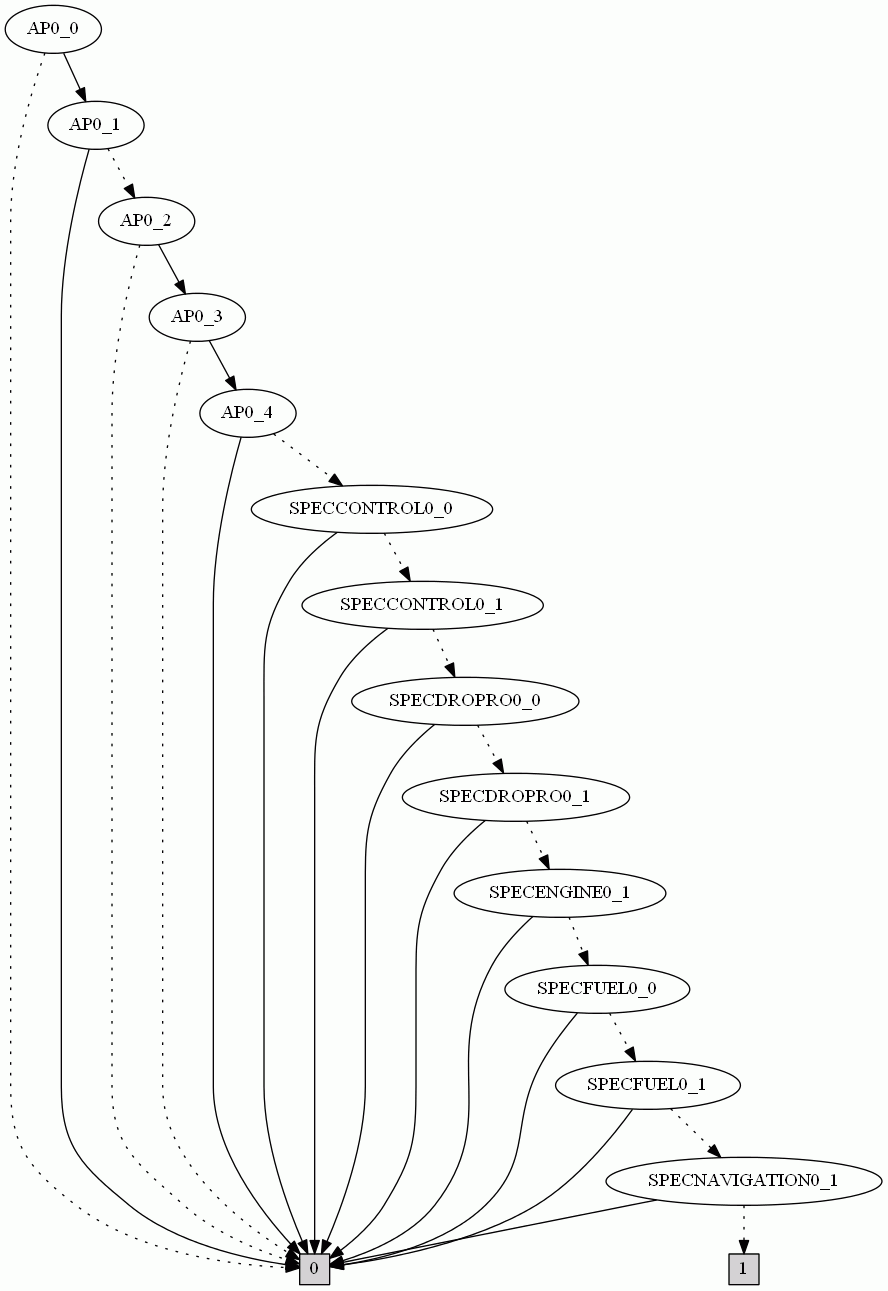 AP0_0
AP0_1
AP0_2
AP0_3
AP0_4
SPECCONTROL0_0
SPECCONTROL0_1
SPECDROPRO0_0
SPECDROPRO0_1
SPECENGINE0_1
SPECFUEL0_0
SPECFUEL0_1
SPECNAVIGATION0_1
0 1